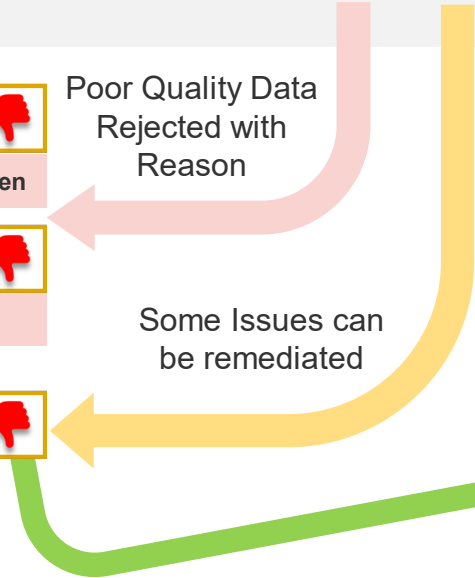 Poor Quality Data
Rejected with
Reason
en
Some Issues can
be remediated